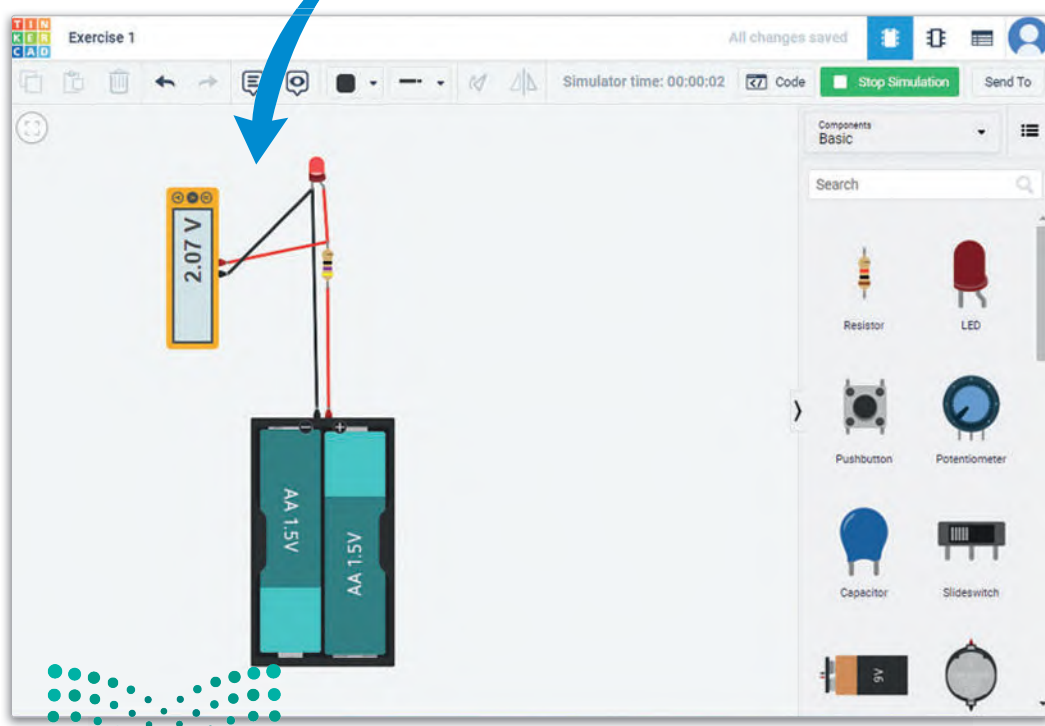 TIN
KER
CAD
Exercise 1
All changes saved
Simulator time: 00:00:02
Code
Stop Simulation
Send To
Components
Basic
Search
2.07 V
AA 1.5V
AA 1.5V
Resistor
LED
Pushbutton
Potentiometer
Capacitor
Slideswitch
9V